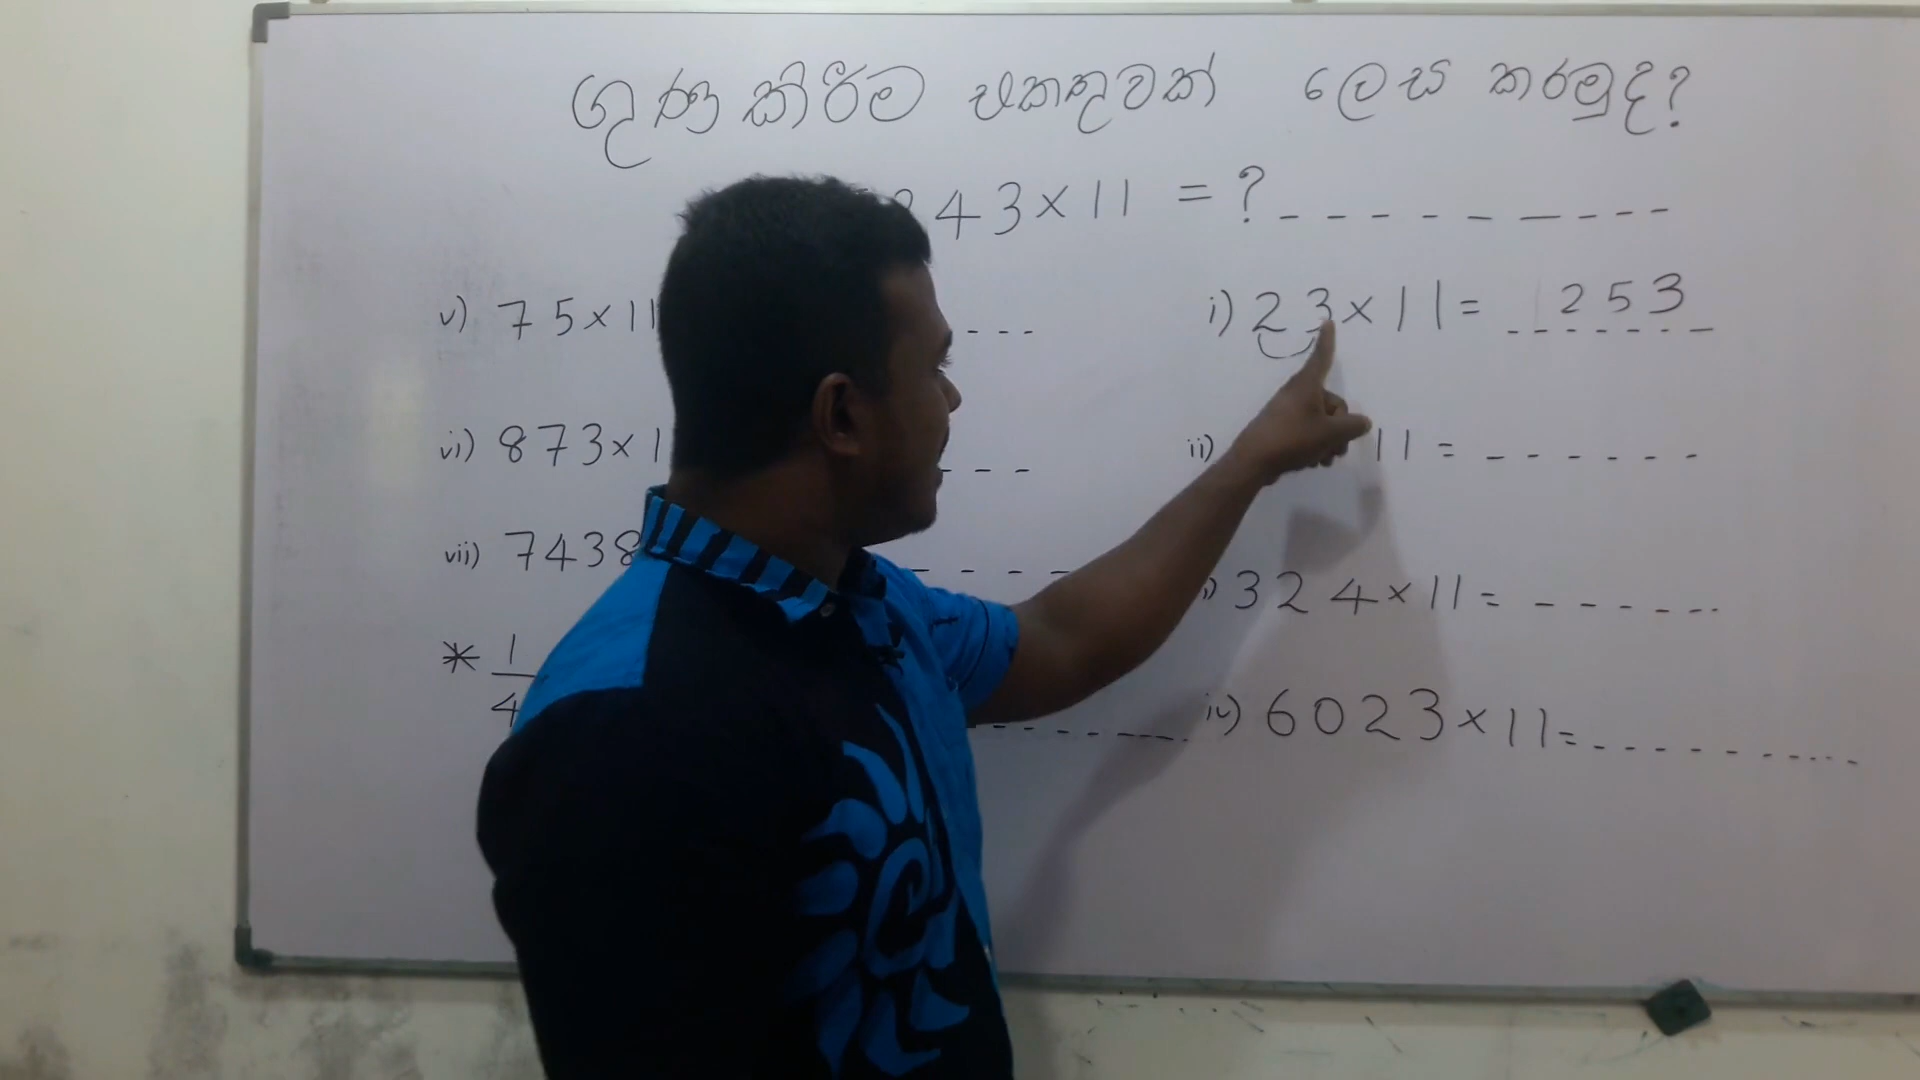 ගුණ කිරීම එකතුවක් ලෙස කරමුද?
43×11 = ?
v) 75×11
vi) 873×1
vii) 7438
* 1/4
i) 23×11= 253
ii) 11 =
324×11=
iv) 6023×11=